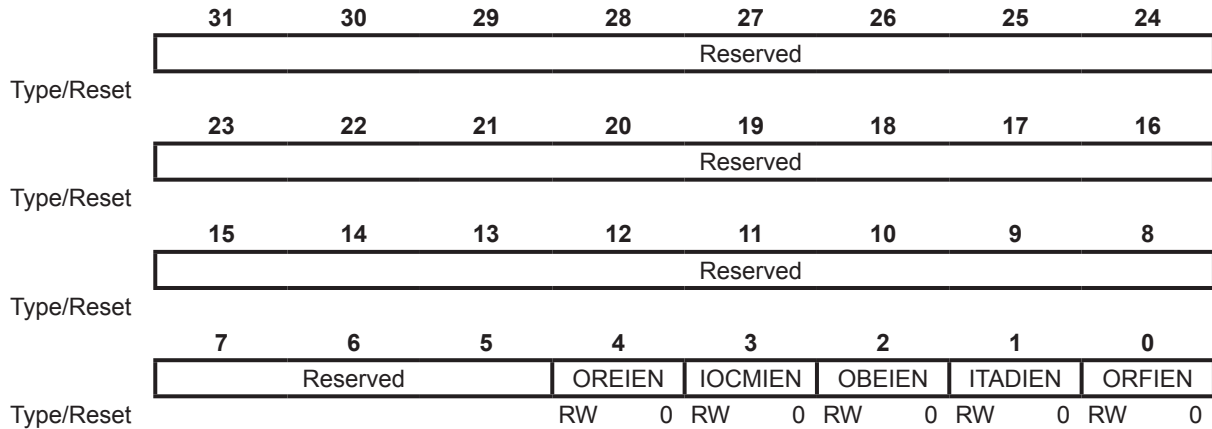 31 30 29 28 27 26 25 24
Reserved
Type/Reset
23 22 21 20 19 18 17 16
Reserved
Type/Reset
15 14 13 12 11 10 9 8
Reserved
Type/Reset
7 6 5 4 3 2 1 0
Reserved OREIEN IOCMIEN OBEIEN ITADIEN ORFIEN
Type/Reset RW 0 RW 0 RW 0 RW 0 RW 0